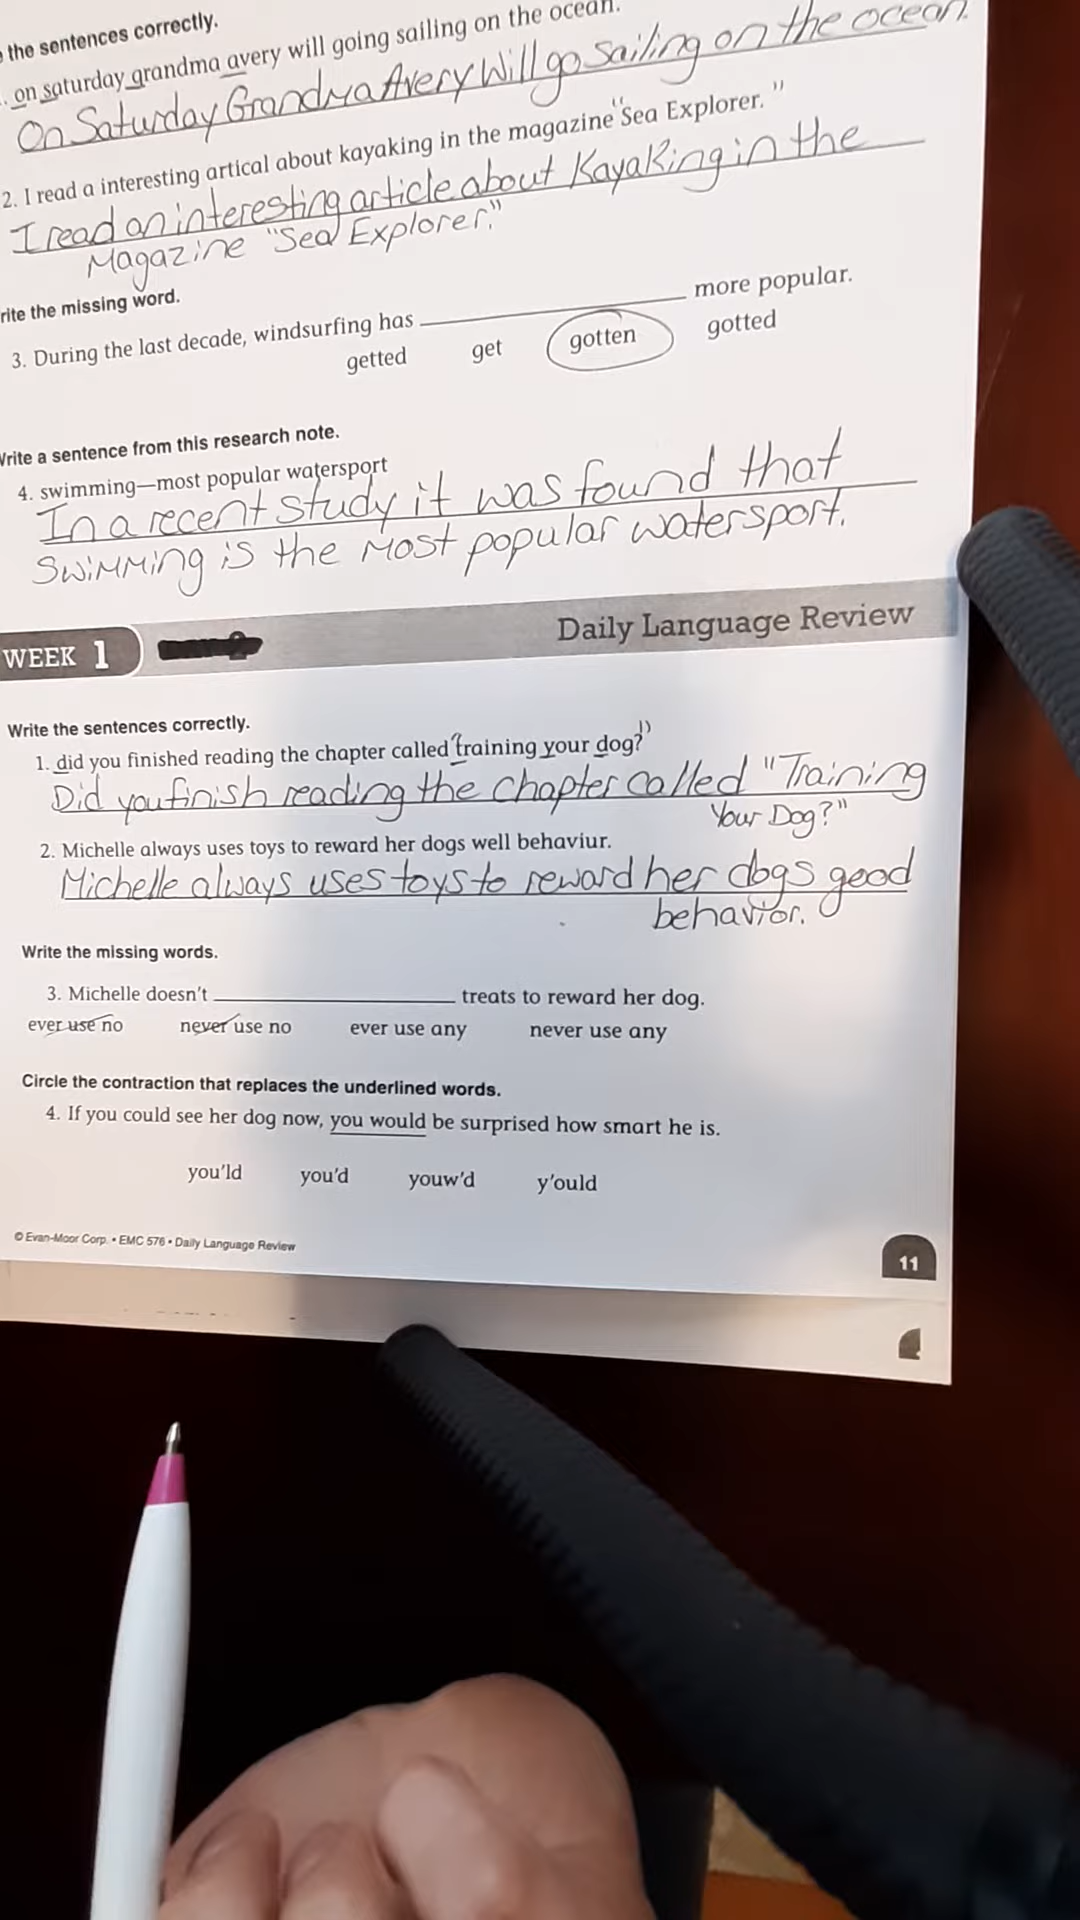 the sentences correctly.
. on saturday grandma avery will going sailing on the ocean.
On Saturday Grandma Avery Will go Sailing on the ocean.
2. I read a interesting artical about kayaking in the magazine "Sea Explorer."
I read an interesting article about Kayaking in the
Magazine "Sea Explorer."
rite the missing word.
3. During the last decade, windsurfing has ______ more popular.
getted get gotten gotted
Write a sentence from this research note.
4. swimming—most popular watersport
In a recent study it was found that
Swimming is the most popular watersport.
WEEK 1
Daily Language Review
Write the sentences correctly.
1. did you finished reading the chapter called "training your dog?"
Did you finish reading the chapter called "Training
Your Dog?"
2. Michelle always uses toys to reward her dogs well behaviur.
Michelle always uses toys to reward her dogs good
behavior.
Write the missing words.
3. Michelle doesn't ______ treats to reward her dog.
ever use no never use no ever use any never use any
Circle the contraction that replaces the underlined words.
4. If you could see her dog now, you would be surprised how smart he is.
you'ld you'd youw'd y'ould
© Evan-Moor Corp. • EMC 576 • Daily Language Review
11